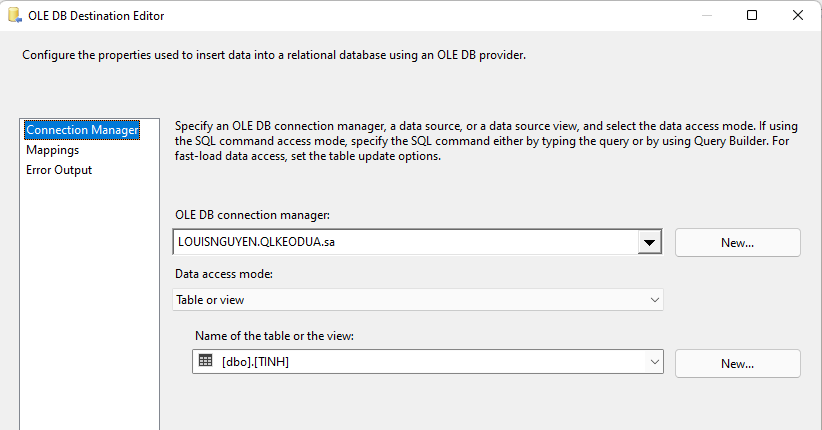 OLE DB Destination Editor
Configure the properties used to insert data into a relational database using an OLE DB provider.
Connection Manager
Mappings
Error Output
Specify an OLE DB connection manager, a data source, or a data source view, and select the data access mode. If using
the SQL command access mode, specify the SQL command either by typing the query or by using Query Builder. For
fast-load data access, set the table update options.
OLE DB connection manager:
LOUISNGUYEN.QLKEODUA.sa
New...
Data access mode:
Table or view
Name of the table or the view:
[dbo].[TINH]
New...